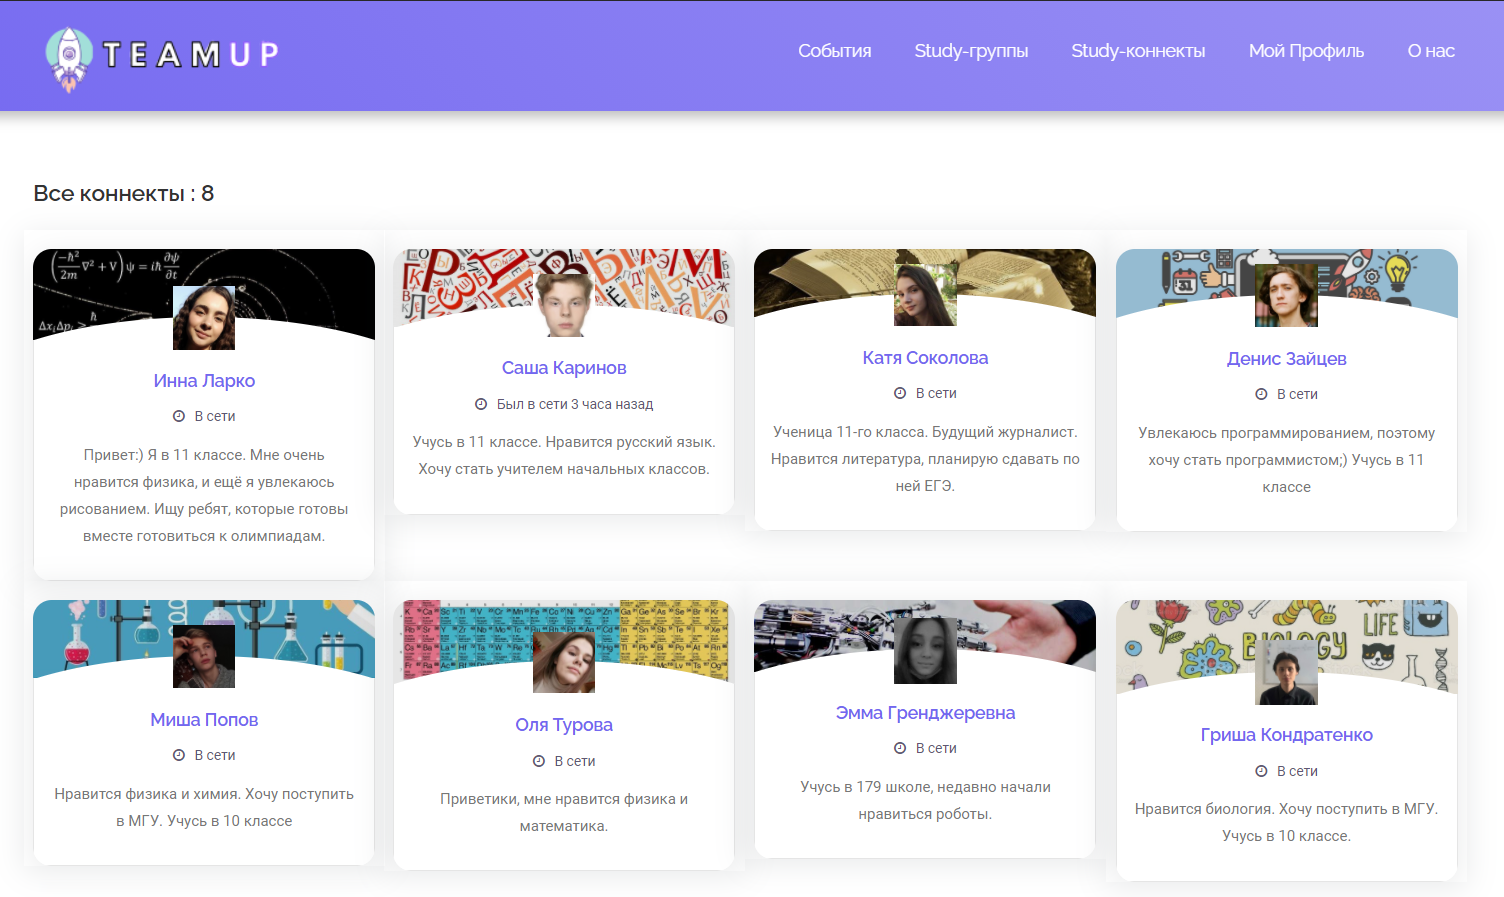 TEAMUP
События
Study-группы
Study-коннекты
Мой Профиль
О нас
Все коннекты : 8
Инна Ларко
В сети
Привет:) Я в 11 классе. Мне очень
нравится физика, и ещё я увлекаюсь
рисованием. Ищу ребят, которые готовы
вместе готовиться к олимпиадам.
Саша Каринов
Был в сети 3 часа назад
Учусь в 11 классе. Нравится русский язык.
Хочу стать учителем начальных классов.
Катя Соколова
В сети
Ученица 11-го класса. Будущий журналист.
Нравится литература, планирую сдавать по
ней ЕГЭ.
Денис Зайцев
В сети
Увлекаюсь программированием, поэтому
хочу стать программистом;) Учусь в 11
классе
Миша Попов
В сети
Нравится физика и химия. Хочу поступить
в МГУ. Учусь в 10 классе
Оля Турова
В сети
Приветики, мне нравится физика и
математика.
Эмма Гренджеревна
В сети
Учусь в 179 школе, недавно начали
нравиться роботы.
LIFE
BIOLOGY
Гриша Кондратенко
В сети
Нравится биология. Хочу поступить в МГУ.
Учусь в 10 классе.